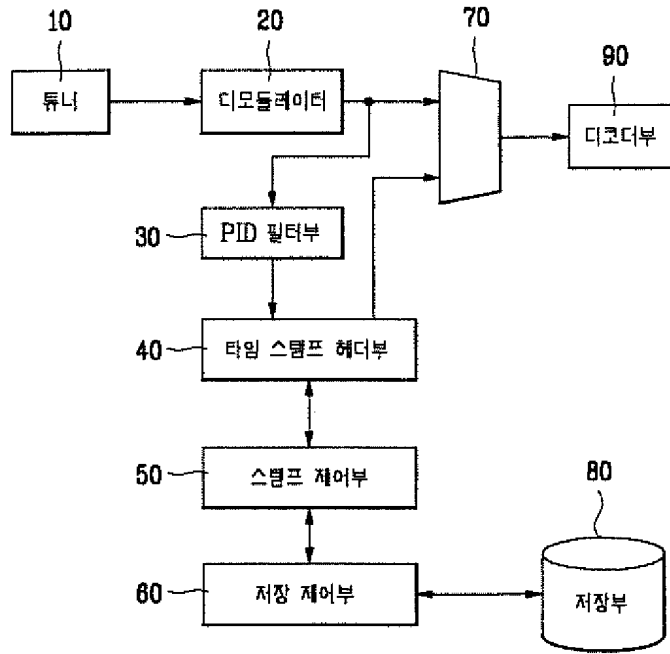 10
20
70
90
튜너
디모듈레이터
디코더부
30
PID 필터부
40
타임 스탬프 헤더부
50
스탬프 제어부
80
60
저장 제어부
저장부